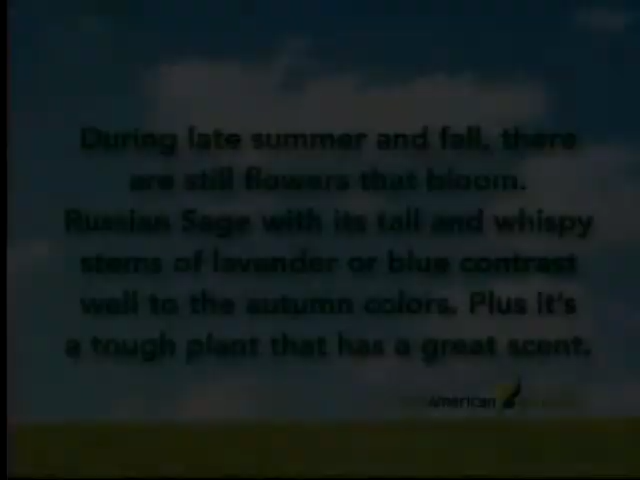 During late summer and fall, there
are still flowers that bloom.
Russian Sage with its tall and whispy
stems of lavender or blue contrast
well to the autumn colors. Plus it's
a tough plant that has a great scent.
American